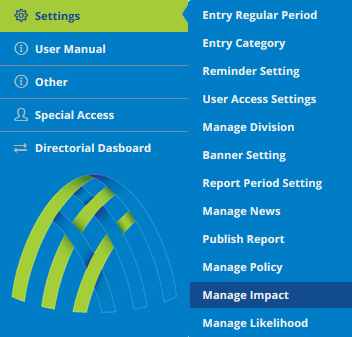 Settings
User Manual
Other
Special Access
Directorial Dasboard
Entry Regular Period
Entry Category
Reminder Setting
User Access Settings
Manage Division
Banner Setting
Report Period Setting
Manage News
Publish Report
Manage Policy
Manage Impact
Manage Likelihood